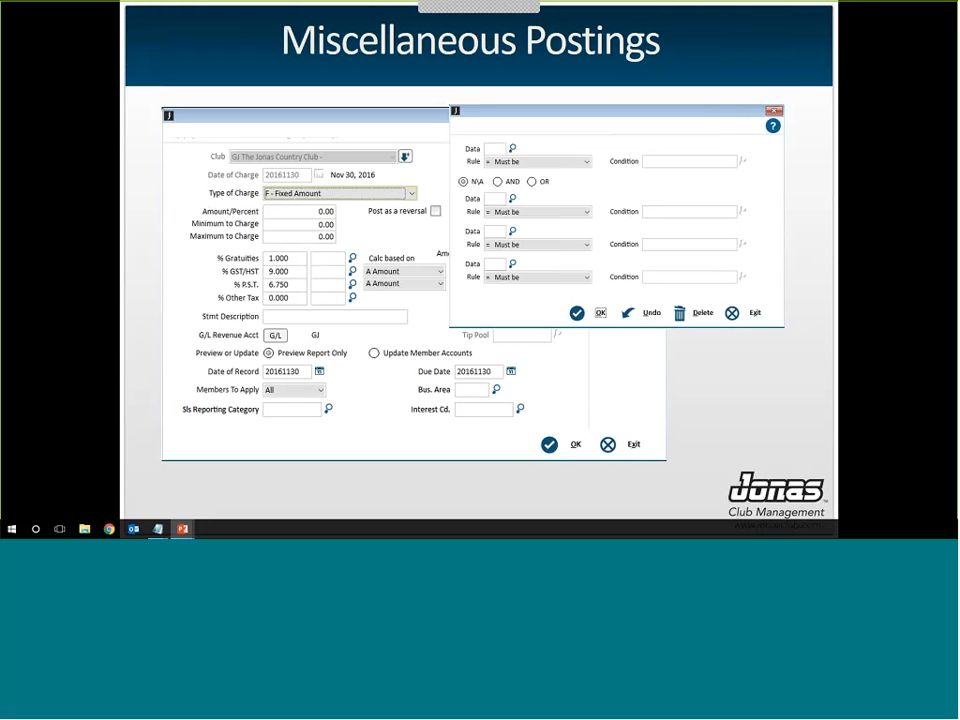 Miscellaneous Postings
Club GJ The Jonas Country Club -
Date of Charge 20161130 Nov 30, 2016
Type of Charge F - Fixed Amount
Amount/Percent 0.00 Post as a reversal
Minimum to Charge 0.00
Maximum to Charge 0.00
% Gratuities 1.000 Calc based on
% GST/HST 9.000 A Amount
% P.S.T. 6.750 A Amount
% Other Tax 0.000
Stmt Description
G/L Revenue Acct G/L GJ Tip Pool
Preview or Update Preview Report Only Update Member Accounts
Date of Record 20161130 Due Date 20161130
Members To Apply All Bus. Area
Sls Reporting Category Interest Cd.
OK Exit
Data
Rule = Must be Condition
N\A AND OR
Data
Rule = Must be Condition
Data
Rule = Must be Condition
Data
Rule = Must be Condition
OK Undo Delete Exit
Jonas
Club Management